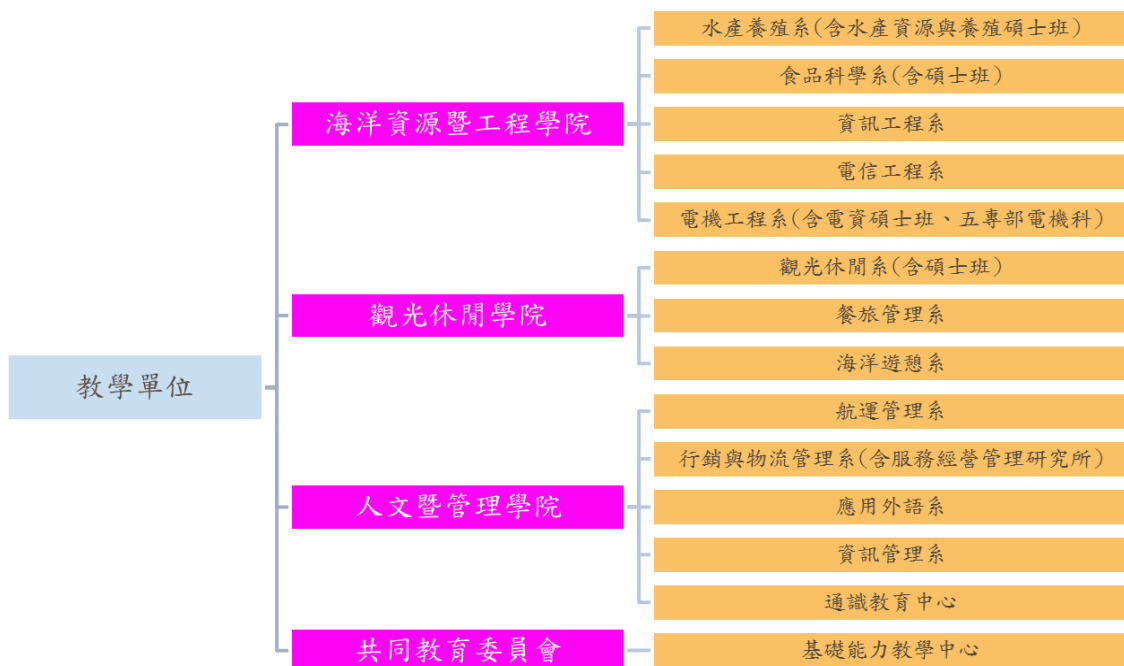 教學單位
海洋資源暨工程學院
水產養殖系(含水產資源與養殖碩士班)
食品科學系(含碩士班)
資訊工程系
電信工程系
電機工程系(含電資碩士班、五專部電機科)
觀光休閒學院
觀光休閒系(含碩士班)
餐旅管理系
海洋遊憩系
人文暨管理學院
航運管理系
行銷與物流管理系(含服務經營管理研究所)
應用外語系
資訊管理系
通識教育中心
共同教育委員會
基礎能力教學中心